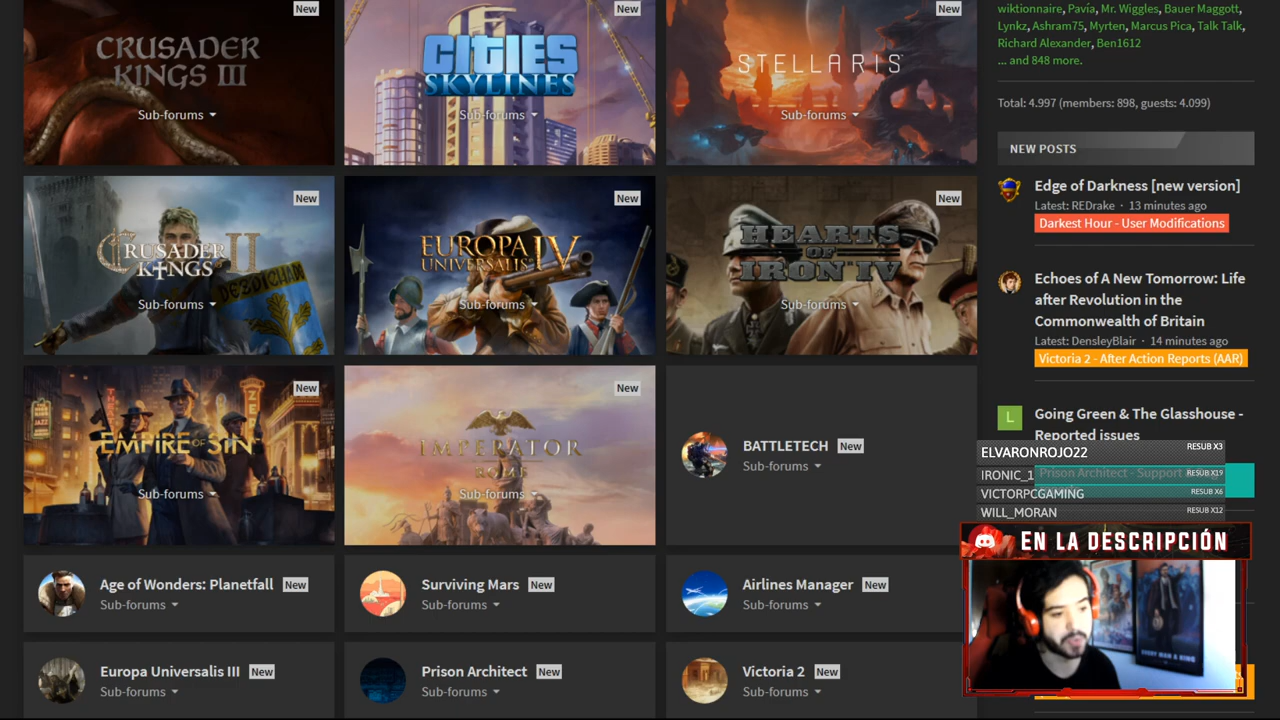 New
CRUSADER
KINGS III
Sub-forums
New
CITIES
SKYLINES
Sub-forums
New
STELLARIS
Sub-forums
New
CRUSADER II
KINGS
DESDICHADO
Sub-forums
New
EUROPA IV
UNIVERSALIS
Sub-forums
New
HEARTS
OF
IRON IV
Sub-forums
New
EMPIRE OF SIN
Sub-forums
New
IMPERATOR
ROME
Sub-forums
BATTLETECH New
Sub-forums
Age of Wonders: Planetfall New
Sub-forums
Surviving Mars New
Sub-forums
Airlines Manager New
Sub-forums
Europa Universalis III New
Sub-forums
Prison Architect New
Sub-forums
Victoria 2 New
Sub-forums
wiktionnaire, Pavía, Mr. Wiggles, Bauer Maggott,
Lynkz, Ashram75, Myrten, Marcus Pica, Talk Talk,
Richard Alexander, Ben1612
... and 848 more.
Total: 4.997 (members: 898, guests: 4.099)
NEW POSTS
Edge of Darkness [new version]
Latest: REDrake · 13 minutes ago
Darkest Hour - User Modifications
Echoes of A New Tomorrow: Life
after Revolution in the
Commonwealth of Britain
Latest: DensleyBlair · 14 minutes ago
Victoria 2 - After Action Reports (AAR)
L
Going Green & The Glasshouse -
Reported issues
ELVARONROJO22 RESUB X3
IRONIC_1 RESUB X19
Prison Architect - Support
VICTORPCGAMING RESUB X6
WILL_MORAN RESUB X12
EN LA DESCRIPCIÓN